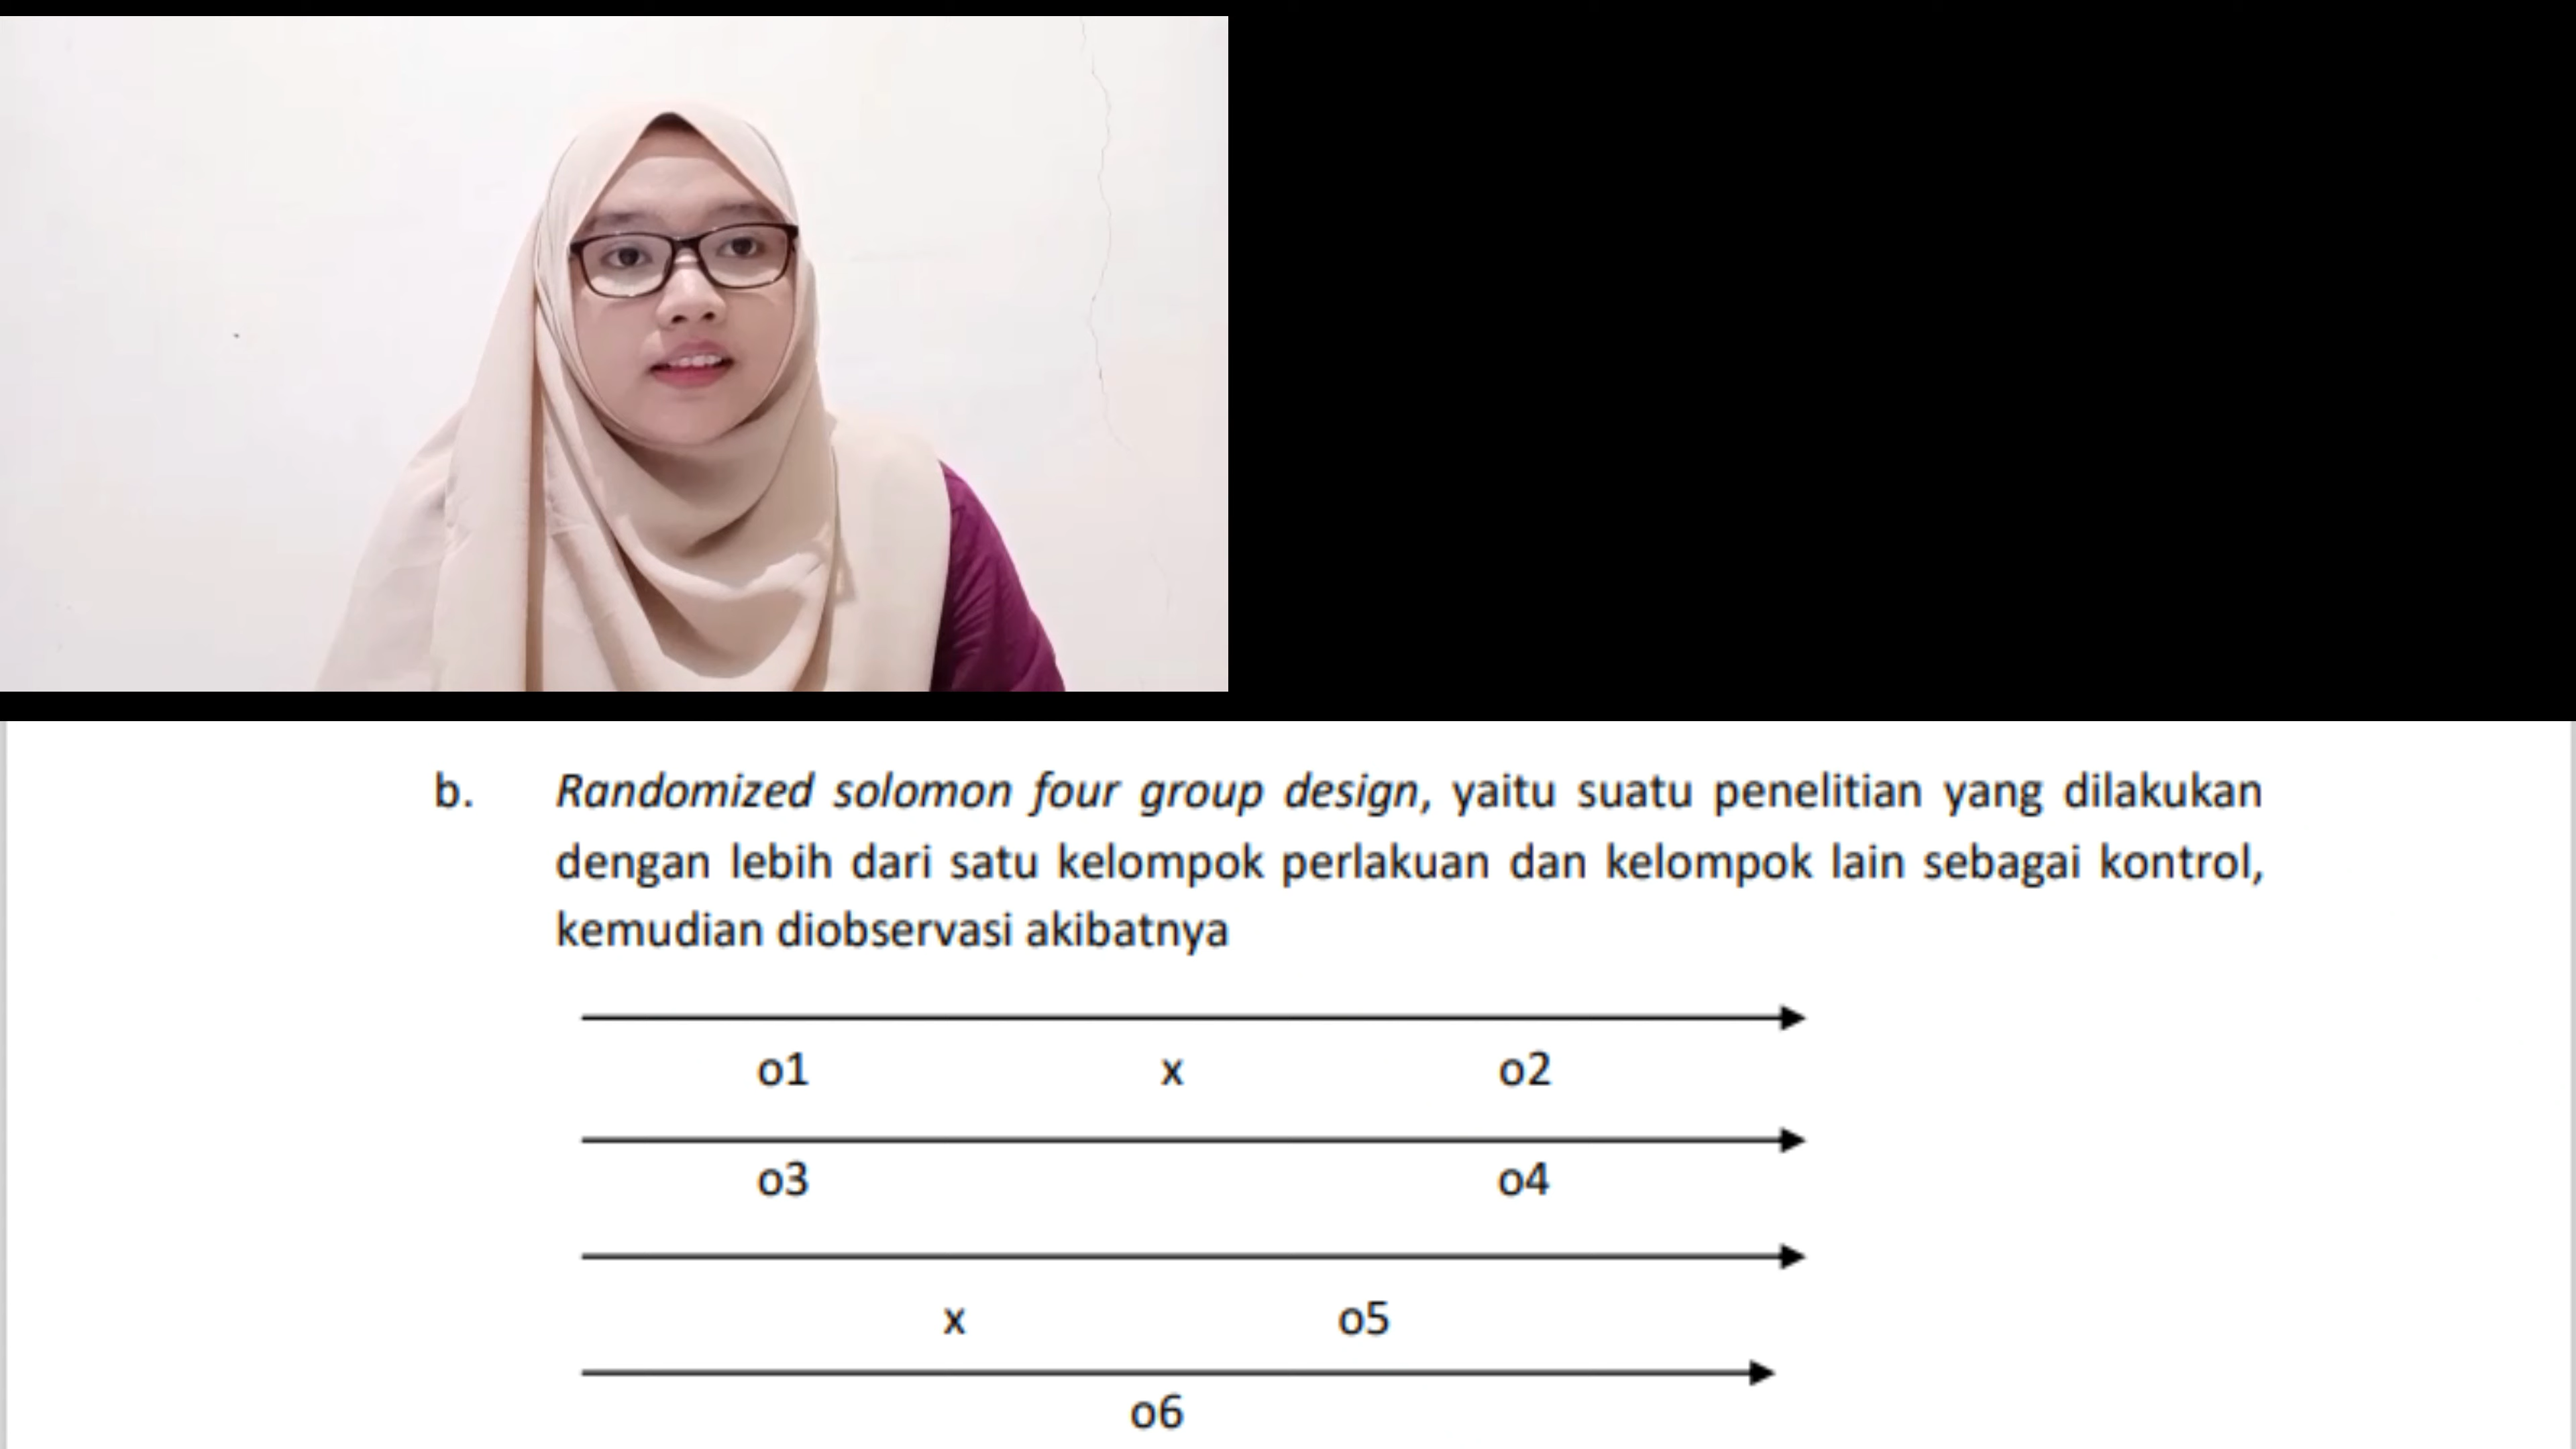 b. Randomized solomon four group design, yaitu suatu penelitian yang dilakukan
dengan lebih dari satu kelompok perlakuan dan kelompok lain sebagai kontrol,
kemudian diobservasi akibatnya
o1 x o2
o3 o4
x o5
o6